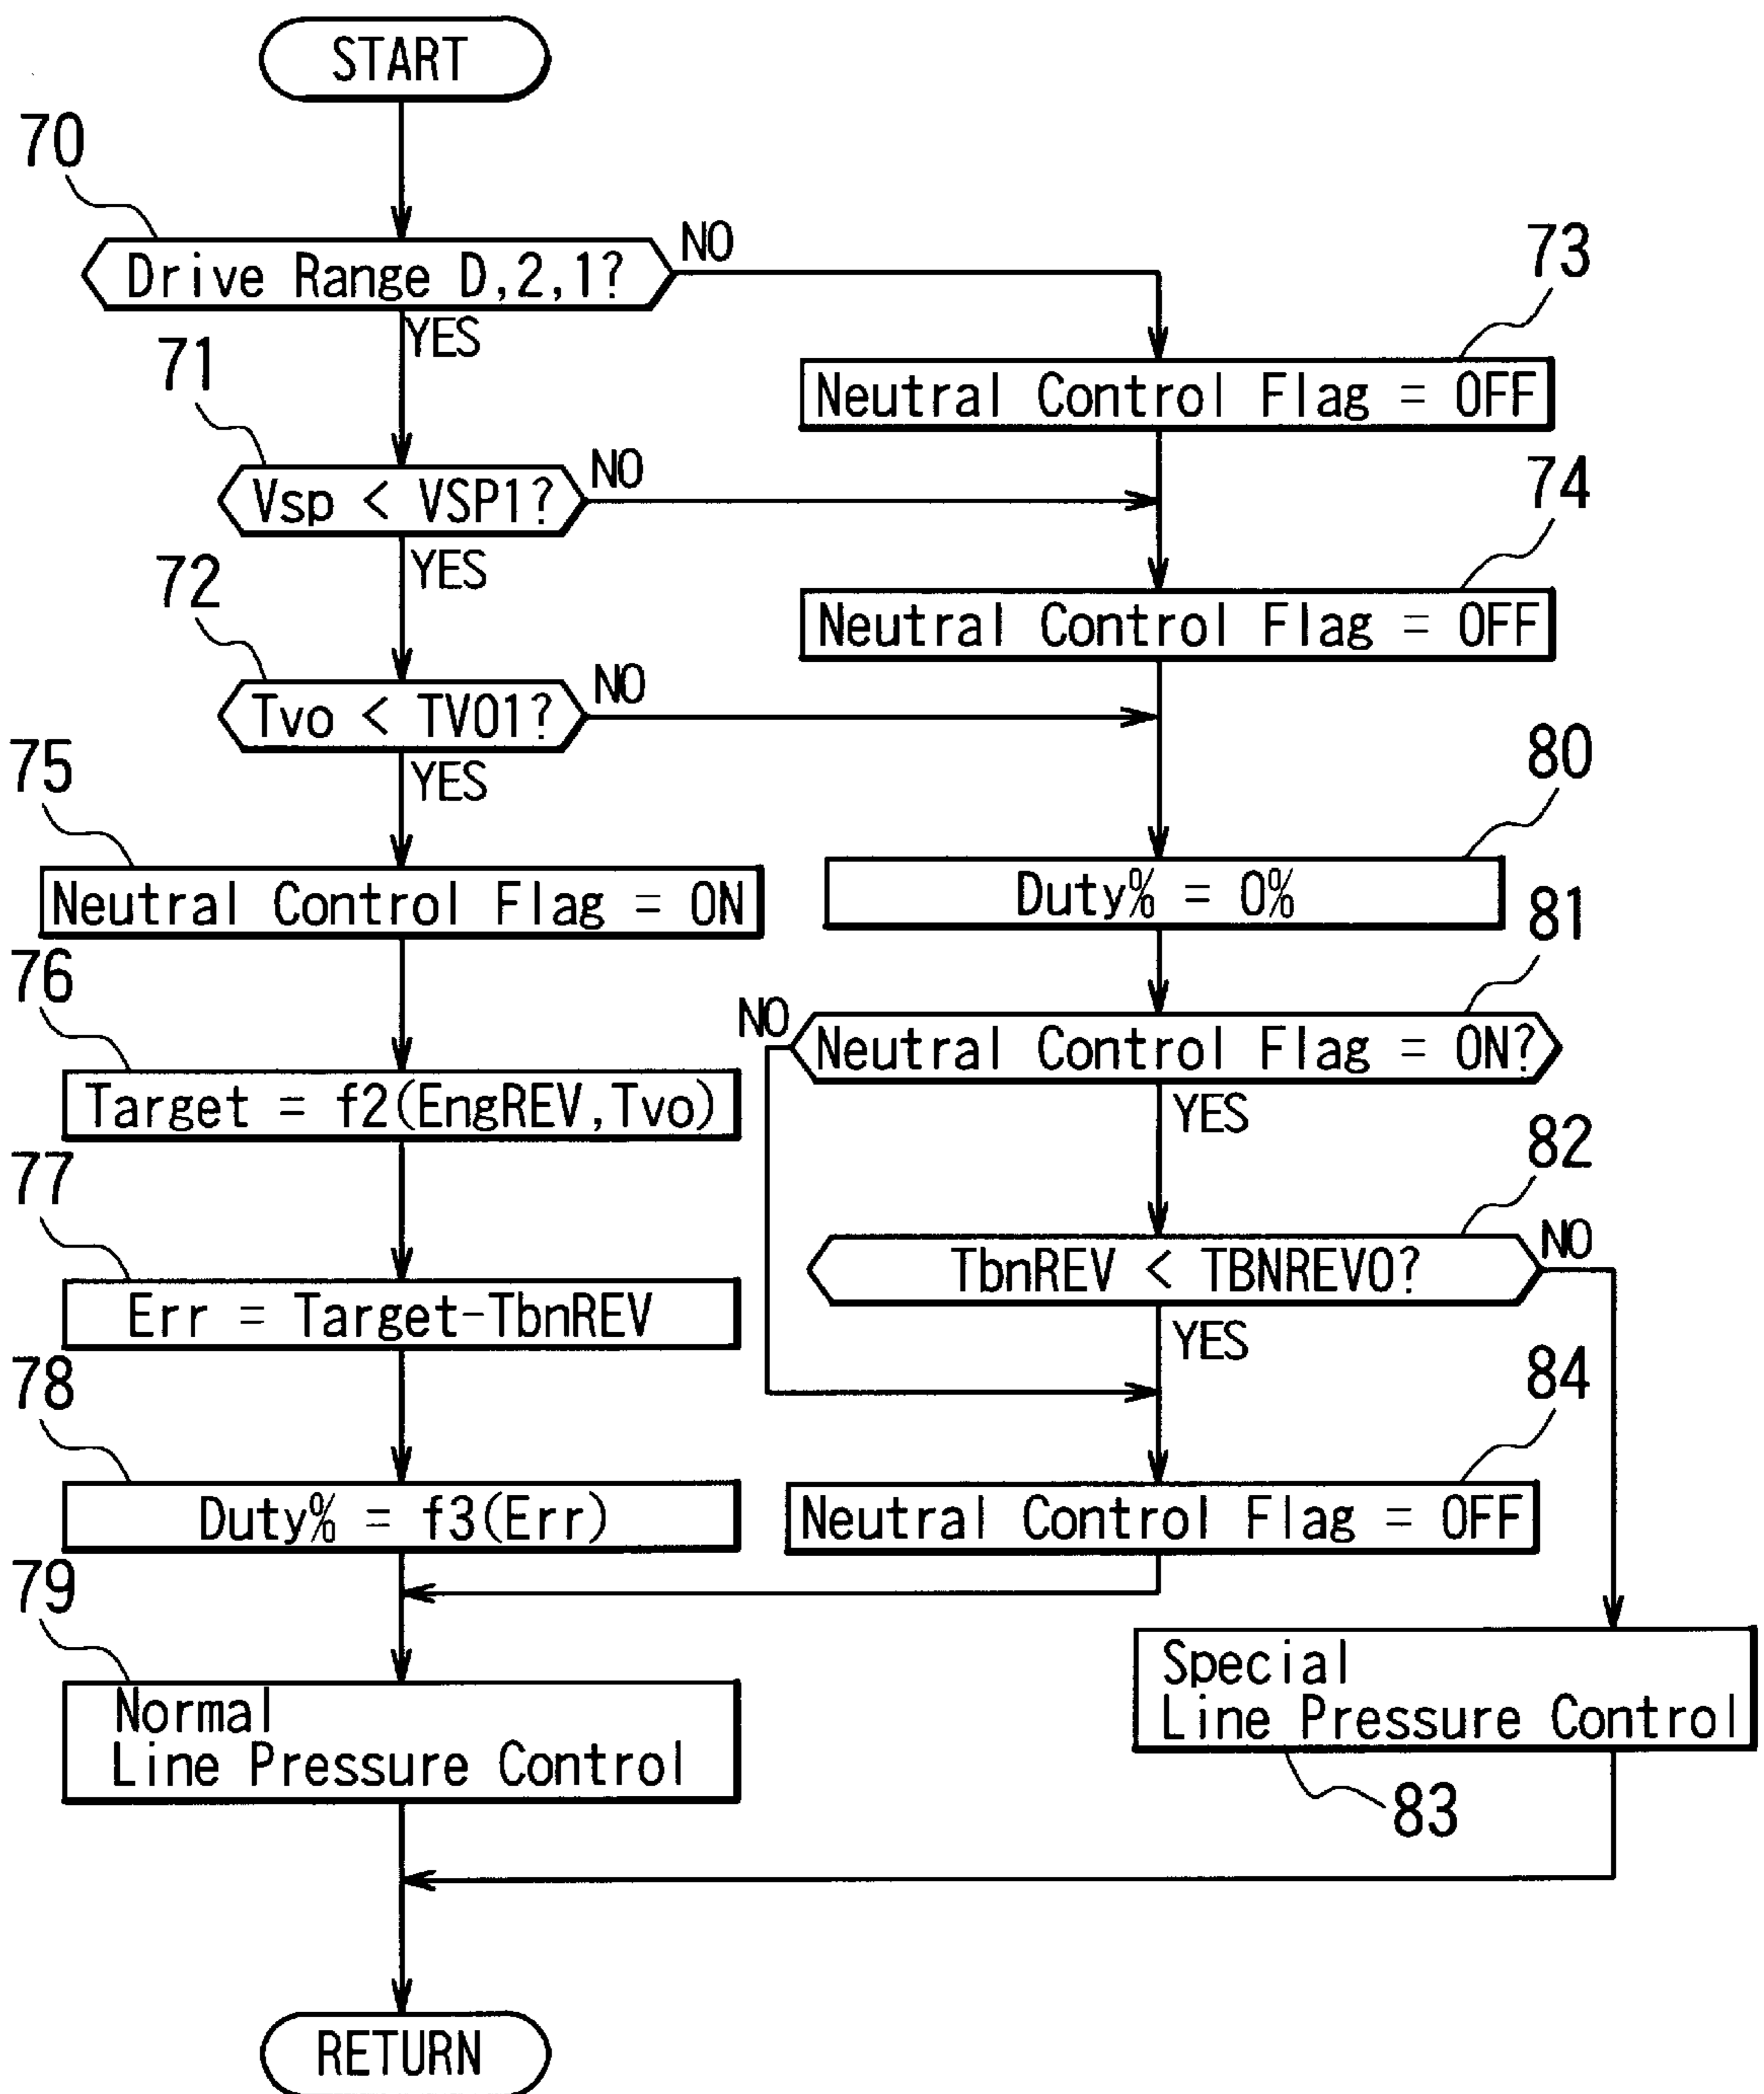 START
70
Drive Range D,2,1?
NO
YES
73
Neutral Control Flag = OFF
71
Vsp < VSP1?
NO
YES
74
Neutral Control Flag = OFF
72
Tvo < TVO1?
NO
YES
75
Neutral Control Flag = ON
80
Duty% = 0%
76
Target = f2(EngREV,Tvo)
81
Neutral Control Flag = ON?
NO
YES
77
Err = Target-TbnREV
82
TbnREV < TBNREV0?
NO
YES
78
Duty% = f3(Err)
84
Neutral Control Flag = OFF
79
Normal
Line Pressure Control
Special
Line Pressure Control
83
RETURN